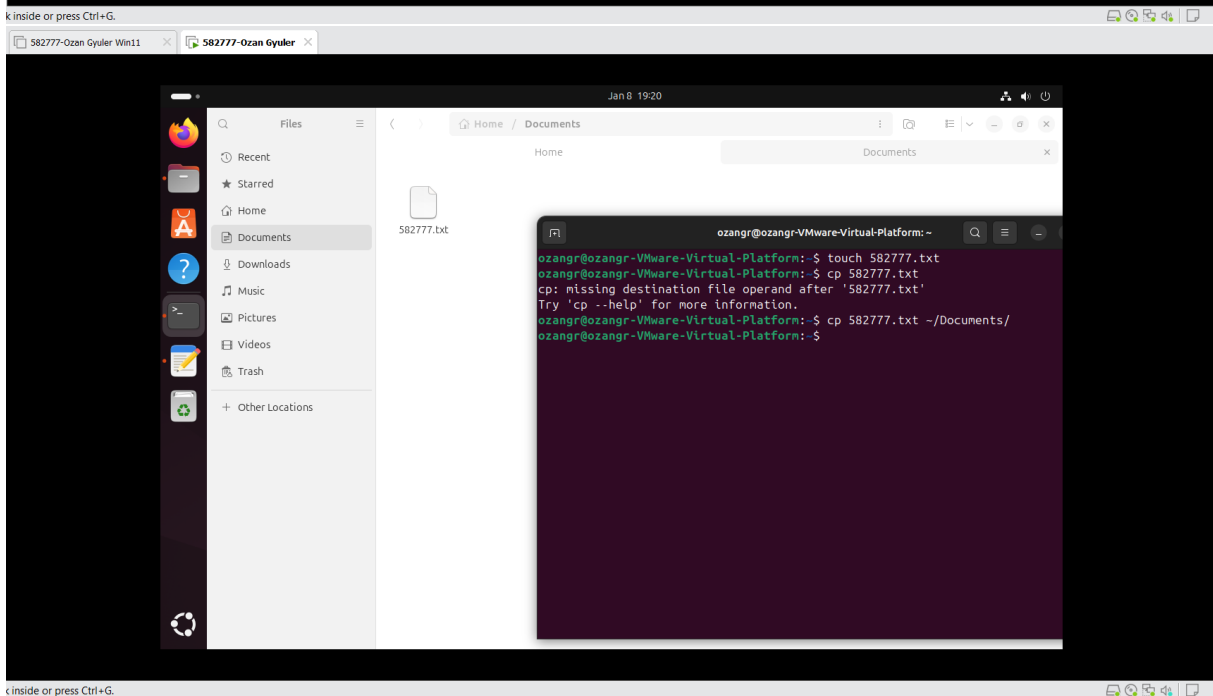 k inside or press Ctrl+G.
582777-Ozan Gyuler Win11
582777-Ozan Gyuler
Jan 8 19:20
Files
Home / Documents
Home
Documents
Recent
Starred
Home
Documents
Downloads
Music
Pictures
Videos
Trash
+ Other Locations
582777.txt
ozangr@ozangr-VMware-Virtual-Platform: ~
ozangr@ozangr-VMware-Virtual-Platform:~$ touch 582777.txt
ozangr@ozangr-VMware-Virtual-Platform:~$ cp 582777.txt
cp: missing destination file operand after '582777.txt'
Try 'cp --help' for more information.
ozangr@ozangr-VMware-Virtual-Platform:~$ cp 582777.txt ~/Documents/
ozangr@ozangr-VMware-Virtual-Platform:~$
k inside or press Ctrl+G.